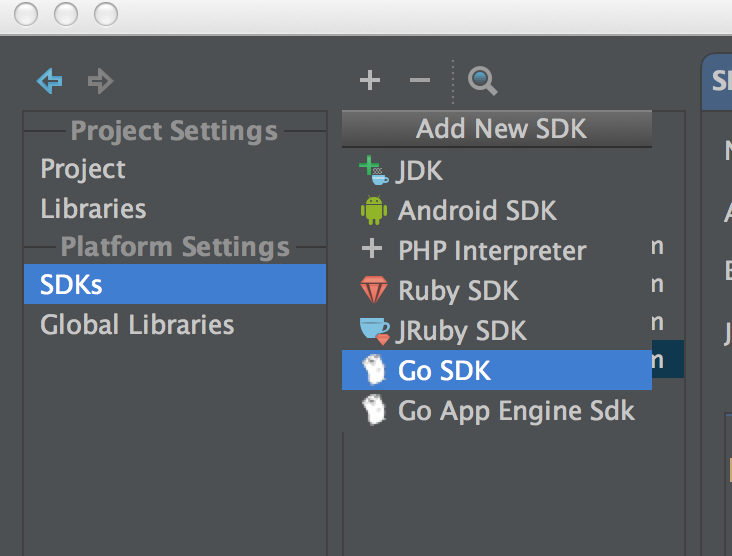 Project Settings
Project
Libraries
Platform Settings
SDKs
Global Libraries
Add New SDK
JDK
Android SDK
PHP Interpreter
Ruby SDK
JRuby SDK
Go SDK
Go App Engine Sdk